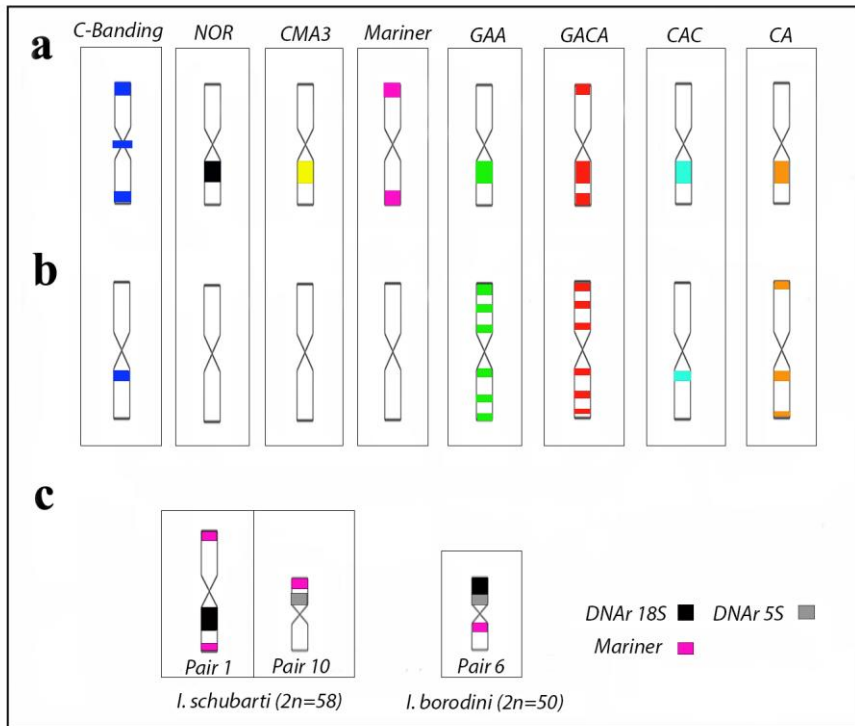 a
C-Banding NOR CMA3 Mariner GAA GACA CAC CA
b
c
Pair 1 Pair 10 Pair 6
I. schubarti (2n=58) I. borodini (2n=50)
DNAr 18S DNAr 5S
Mariner